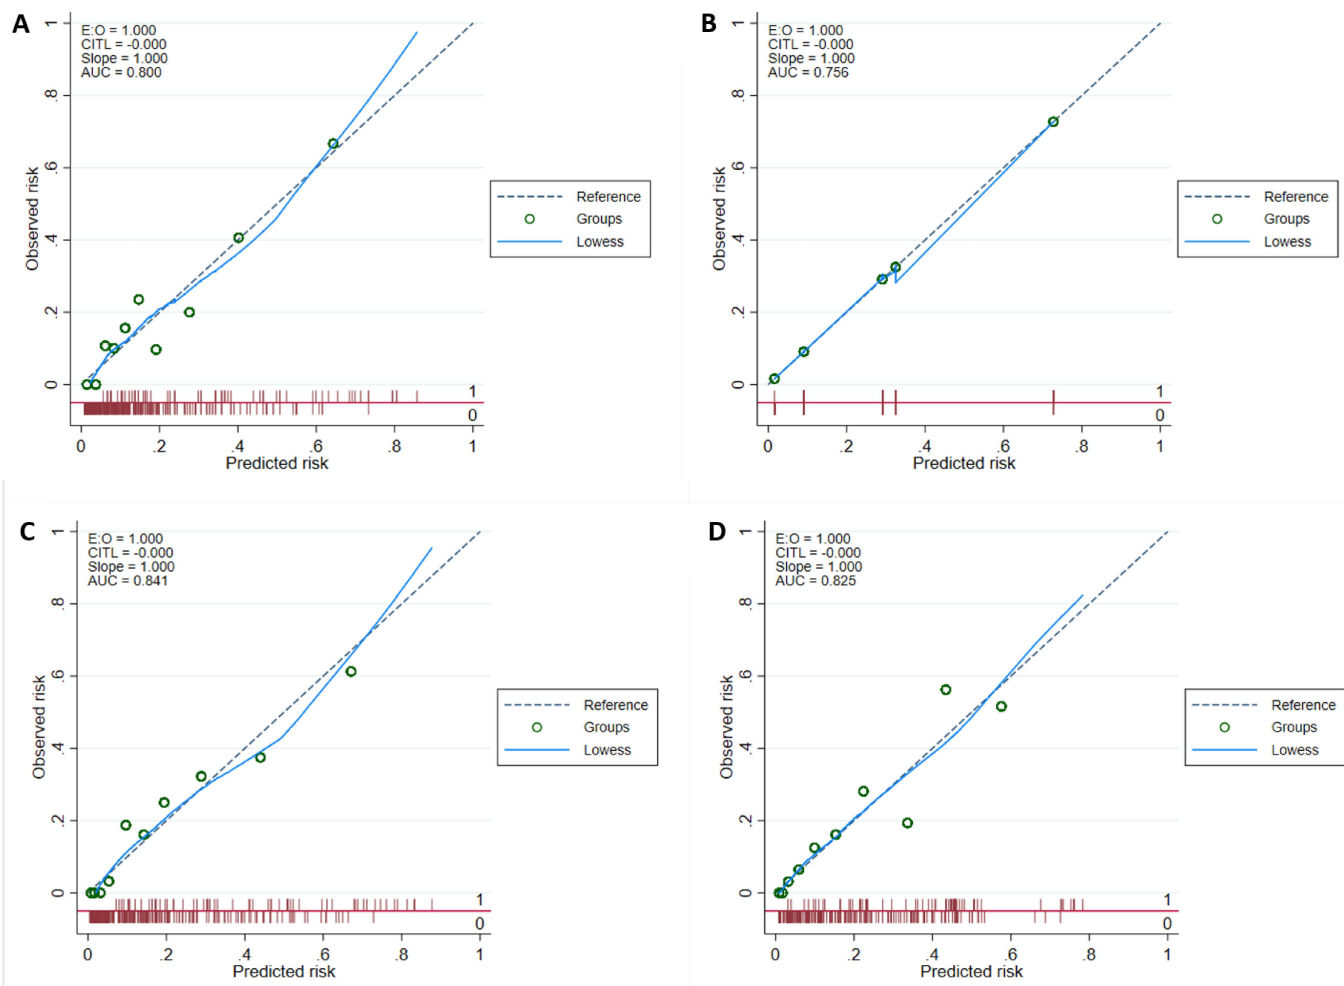 A
E:O = 1.000
CITL = -0.000
Slope = 1.000
AUC = 0.800
Observed risk
1
.8
.6
.4
.2
0
1
0
0 .2 .4 .6 .8 1
Predicted risk
Reference
Groups
Lowess
B
E:O = 1.000
CITL = -0.000
Slope = 1.000
AUC = 0.756
Observed risk
1
.8
.6
.4
.2
0
1
0
0 .2 .4 .6 .8 1
Predicted risk
Reference
Groups
Lowess
C
E:O = 1.000
CITL = -0.000
Slope = 1.000
AUC = 0.841
Observed risk
1
.8
.6
.4
.2
0
1
0
0 .2 .4 .6 .8 1
Predicted risk
Reference
Groups
Lowess
D
E:O = 1.000
CITL = -0.000
Slope = 1.000
AUC = 0.825
Observed risk
1
.8
.6
.4
.2
0
1
0
0 .2 .4 .6 .8 1
Predicted risk
Reference
Groups
Lowess